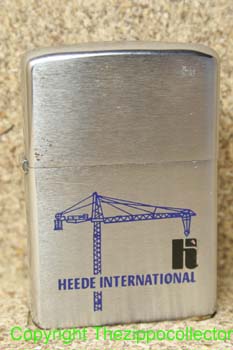 HEEDE INTERNATIONAL
Copyright Thezippocollector